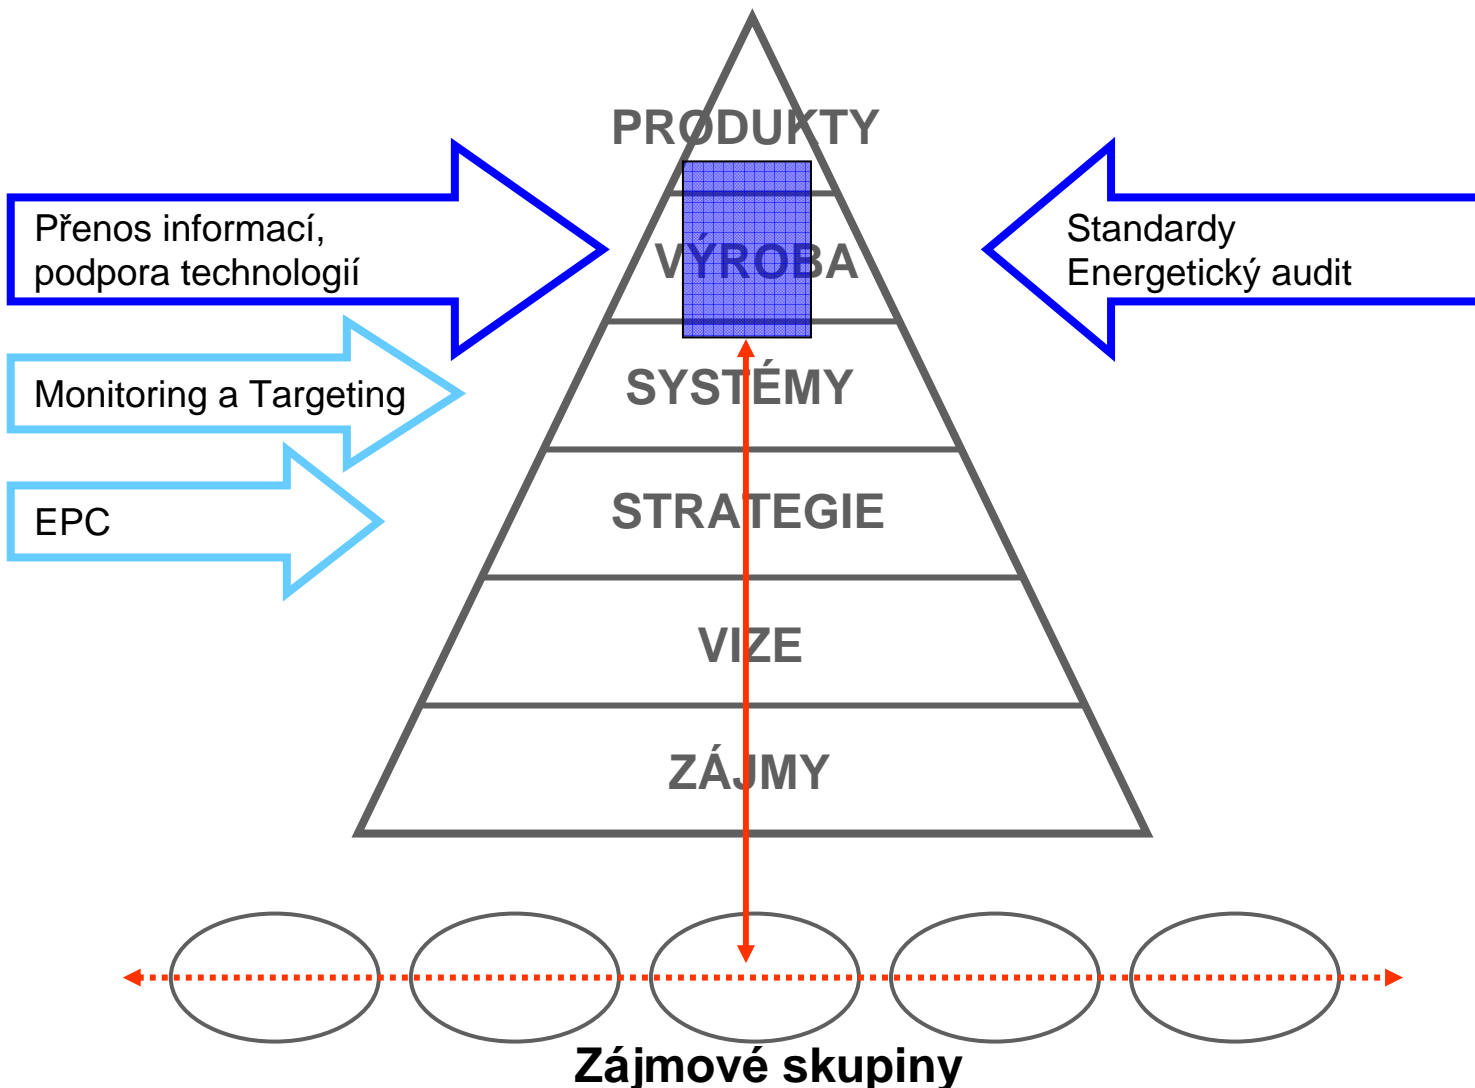 PRODUKTY
Přenos informací,
podpora technologií
VÝROBA
Standardy
Energetický audit
Monitoring a Targeting
SYSTÉMY
EPC
STRATEGIE
VIZE
ZÁJMY
Zájmové skupiny